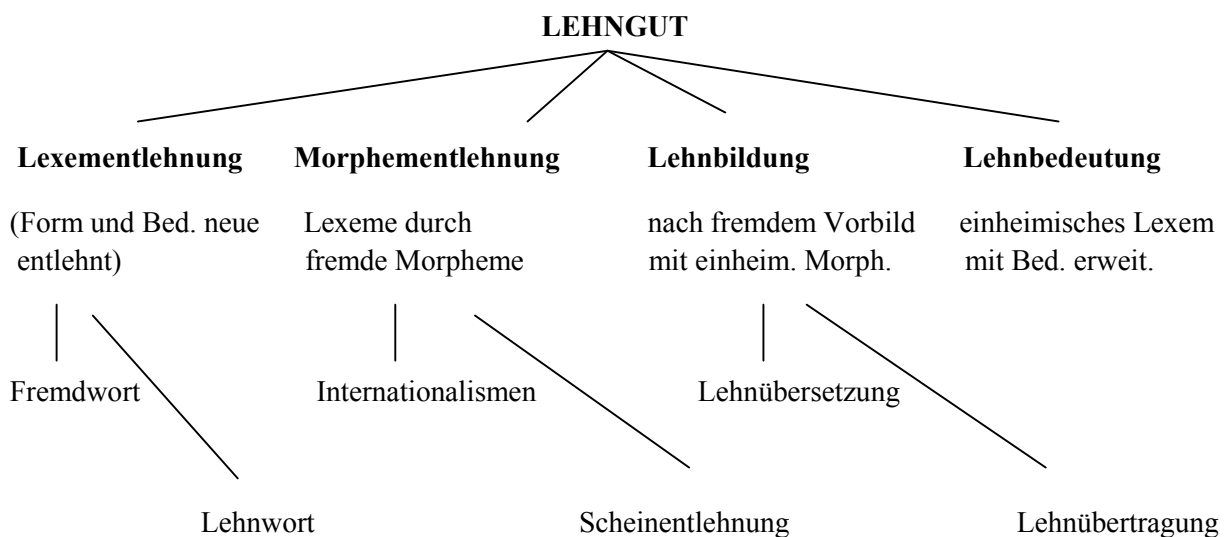 LEHNGUT
Lexementlehnung Morphementlehnung Lehnbildung Lehnbedeutung
(Form und Bed. neue Lexeme durch nach fremdem Vorbild einheimisches Lexem
entlehnt) fremde Morpheme mit einheim. Morph. mit Bed. erweit.
Fremdwort Internationalismen Lehnübersetzung
Lehnwort Scheinentlehnung Lehnübertragung